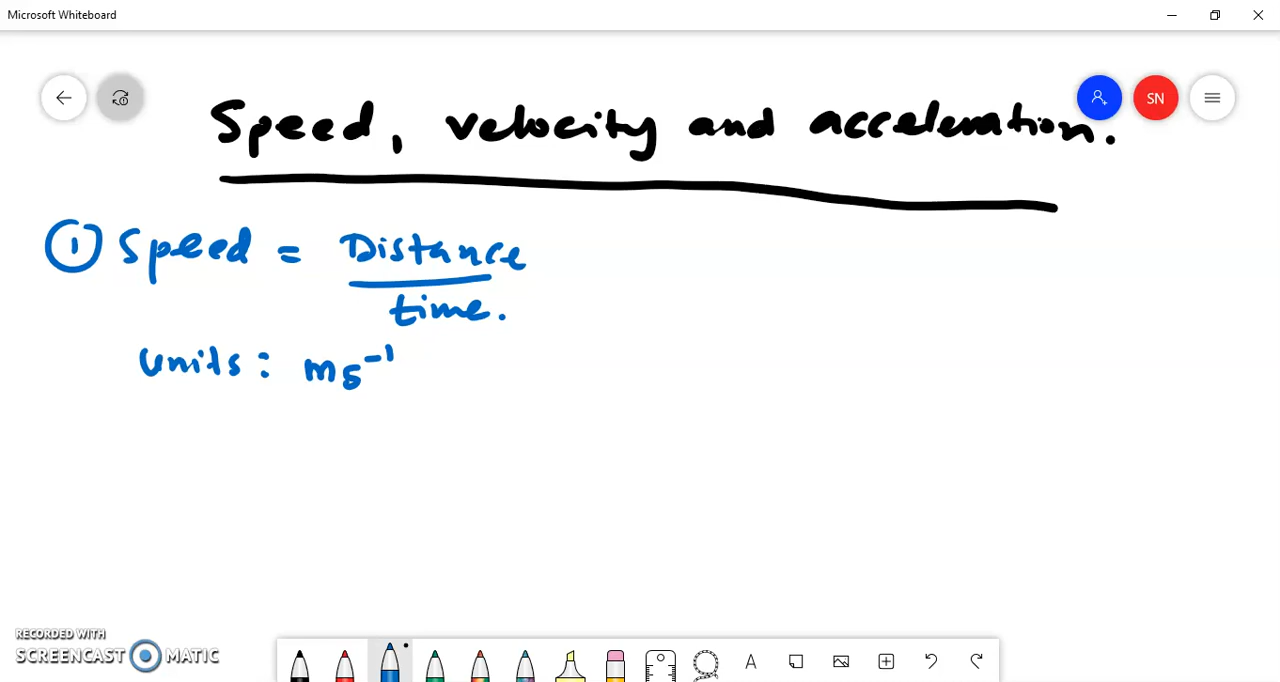 Microsoft Whiteboard
SN
Speed, velocity and acceleration.
① Speed = Distance
time.
units: ms⁻¹
RECORDED WITH
SCREENCAST MATIC
A